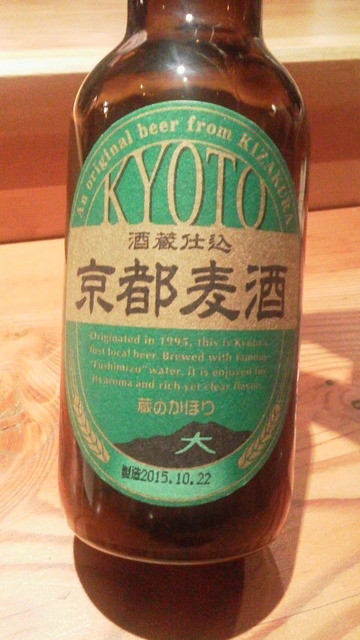 An original beer from KIZAKURA
KYOTO
酒蔵仕込
京都麦酒
Originated in 1995, this is Kyoto's
first local beer. Brewed with famous
"Fushimizu" water, it is enjoyed for
its aroma and rich yet clear flavor.
蔵のかほり
大
製造2015.10.22